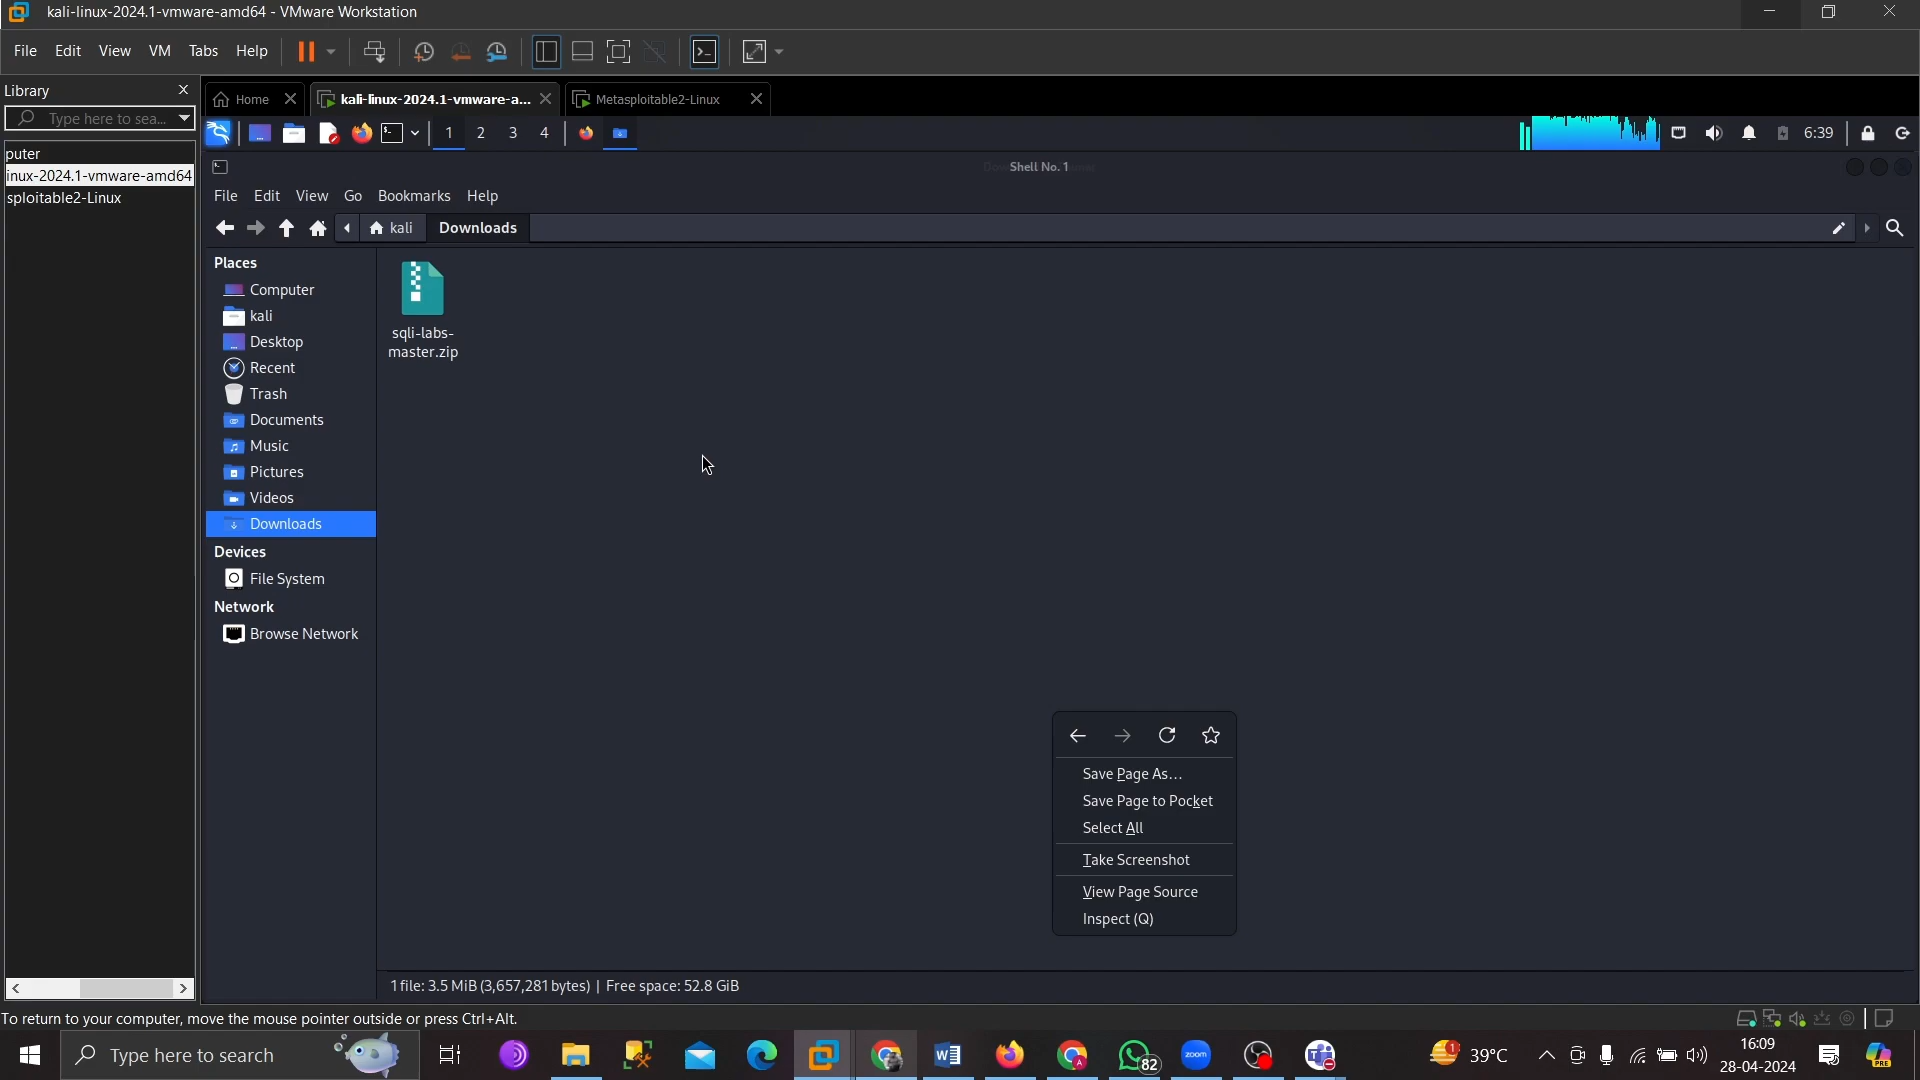 kali-linux-2024.1-vmware-amd64 - VMware Workstation
File Edit View VM Tabs Help
Library
Type here to sea...
Home
kali-linux-2024.1-vmware-a...
Metasploitable2-Linux
1 2 3 4
6:39
puter
inux-2024.1-vmware-amd64
sploitable2-Linux
Shell No. 1
File Edit View Go Bookmarks Help
kali
Downloads
Places
Computer
kali
Desktop
Recent
Trash
Documents
Music
Pictures
Videos
Downloads
Devices
File System
Network
Browse Network
sqli-labs-
master.zip
Save Page As...
Save Page to Pocket
Select All
Take Screenshot
View Page Source
Inspect (Q)
1 file: 3.5 MiB (3,657,281 bytes) | Free space: 52.8 GiB
To return to your computer, move the mouse pointer outside or press Ctrl+Alt.
Type here to search
82
zoom
1
39°C
16:09
28-04-2024
PRE